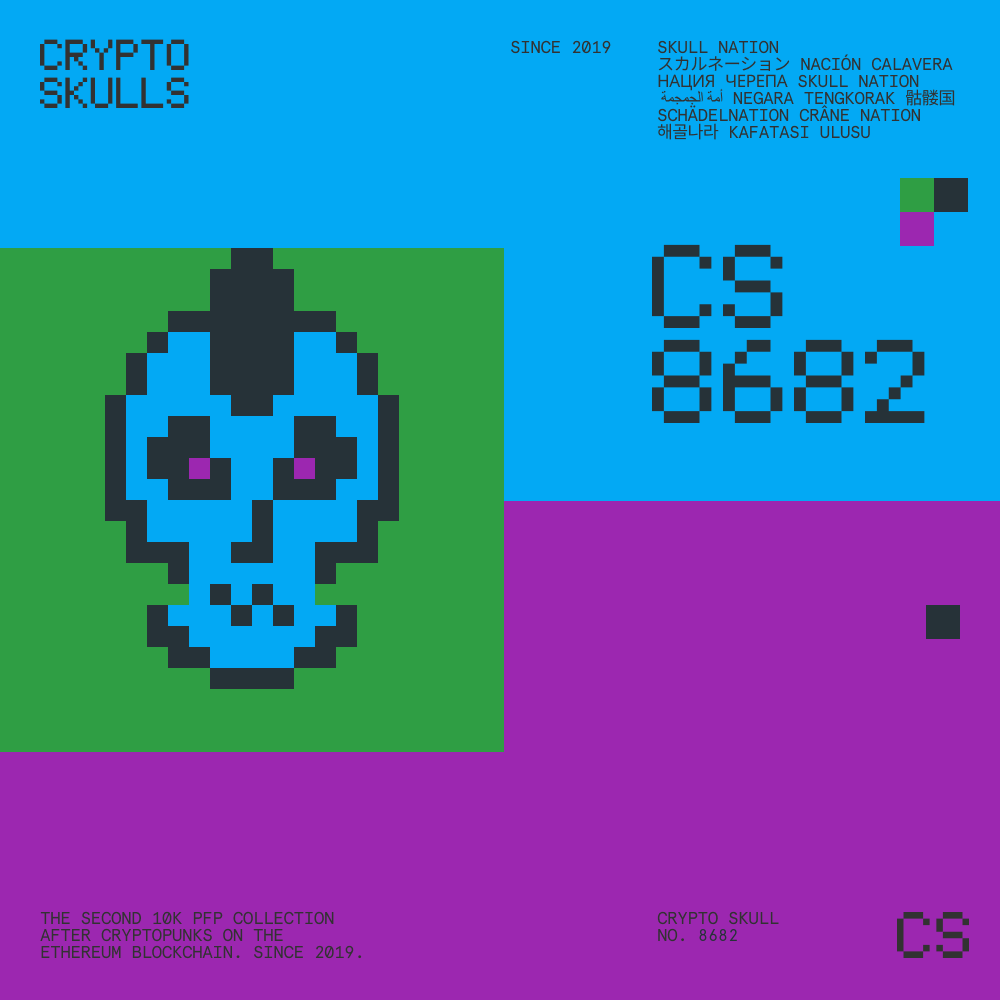 CRYPTO
SKULLS
SINCE 2019
SKULL NATION
スカルネーション NACIÓN CALAVERA
НАЦИЯ ЧЕРЕПА SKULL NATION
أمة الجمجمة NEGARA TENGKORAK 骷髅国
SCHÄDELNATION CRÂNE NATION
해골나라 KAFATASI ULUSU
CS
8682
THE SECOND 10K PFP COLLECTION
AFTER CRYPTOPUNKS ON THE
ETHEREUM BLOCKCHAIN. SINCE 2019.
CRYPTO SKULL
NO. 8682
CS